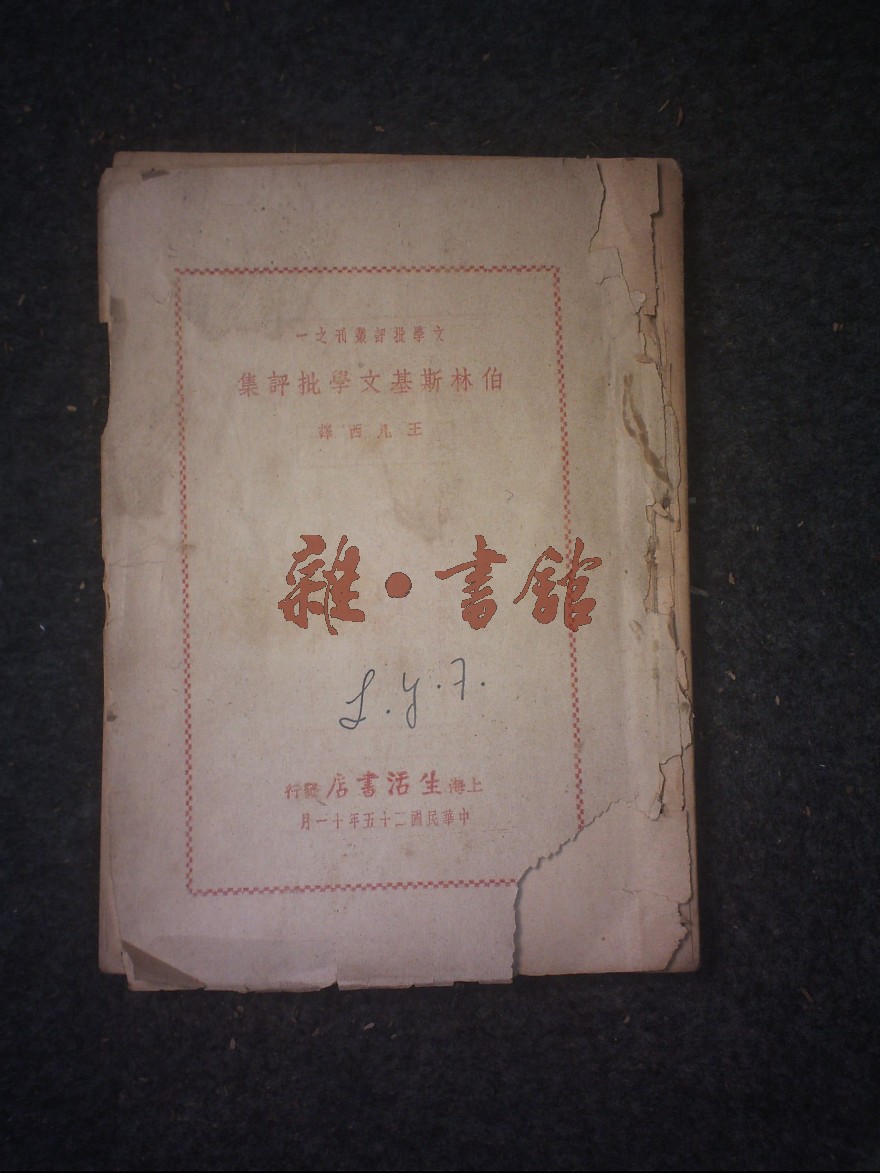 文學批評叢刊之一
伯林斯基文學批評集
王凡西譯
雜·書館
L.y.7.
上海生活書店發行
中華民國二十五年十一月